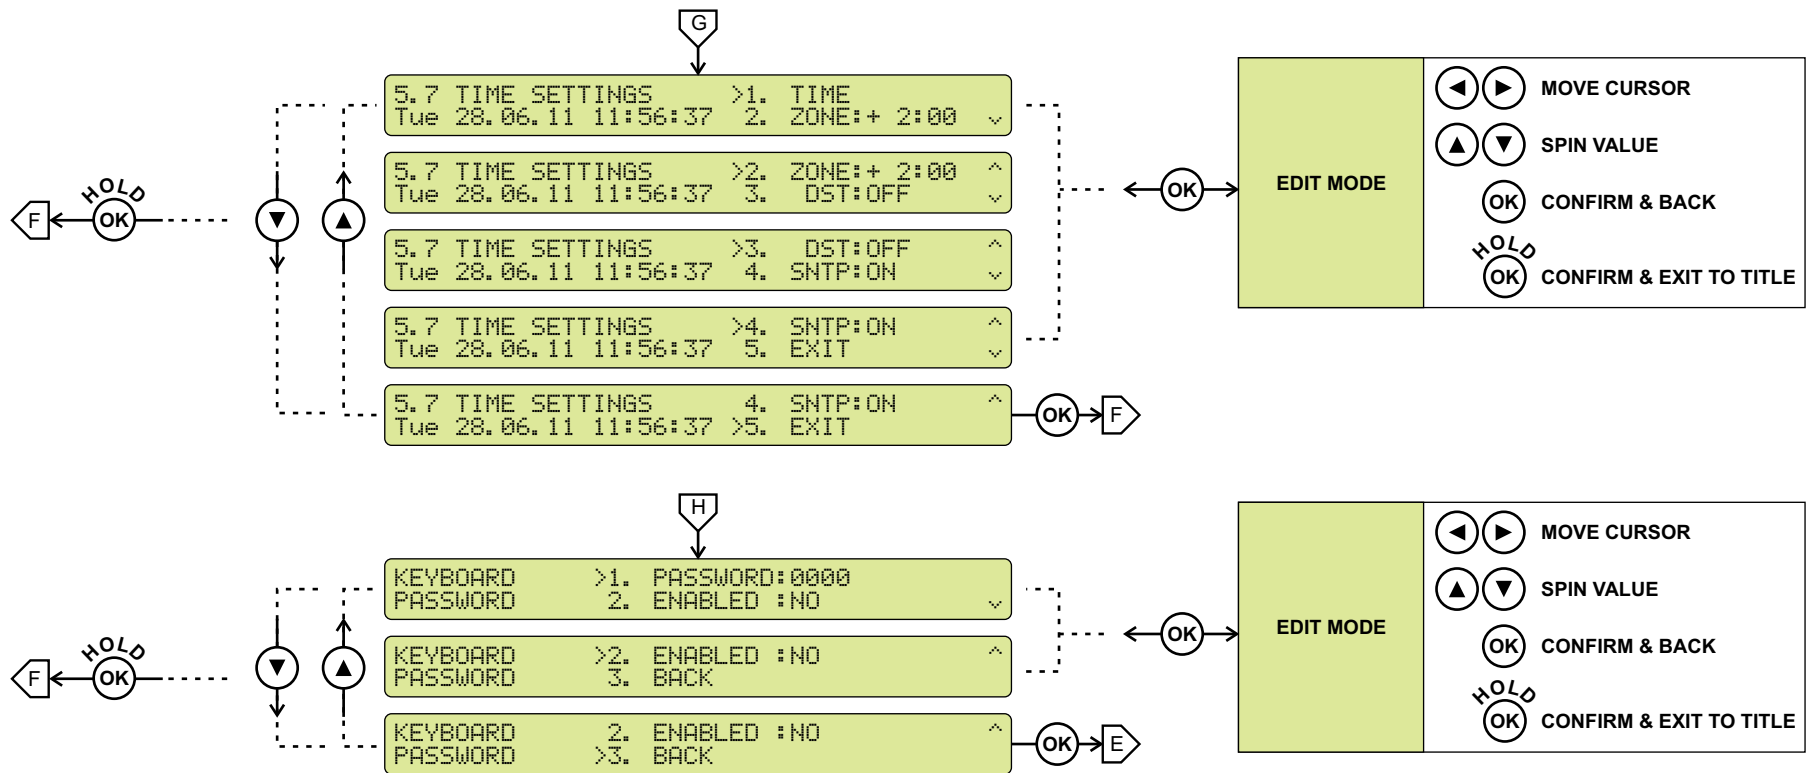 G
5.7 TIME SETTINGS >1. TIME
Tue 28.06.11 11:56:37 2. ZONE:+ 2:00
5.7 TIME SETTINGS >2. ZONE:+ 2:00
Tue 28.06.11 11:56:37 3. DST:OFF
5.7 TIME SETTINGS >3. DST:OFF
Tue 28.06.11 11:56:37 4. SNTP:ON
5.7 TIME SETTINGS >4. SNTP:ON
Tue 28.06.11 11:56:37 5. EXIT
5.7 TIME SETTINGS 4. SNTP:ON
Tue 28.06.11 11:56:37 >5. EXIT
HOLD
F
OK
OK
F
OK
EDIT MODE
MOVE CURSOR
SPIN VALUE
OK CONFIRM & BACK
HOLD
OK CONFIRM & EXIT TO TITLE
H
KEYBOARD >1. PASSWORD:0000
PASSWORD 2. ENABLED :NO
KEYBOARD >2. ENABLED :NO
PASSWORD 3. BACK
KEYBOARD 2. ENABLED :NO
PASSWORD >3. BACK
HOLD
F
OK
OK
E
OK
EDIT MODE
MOVE CURSOR
SPIN VALUE
OK CONFIRM & BACK
HOLD
OK CONFIRM & EXIT TO TITLE